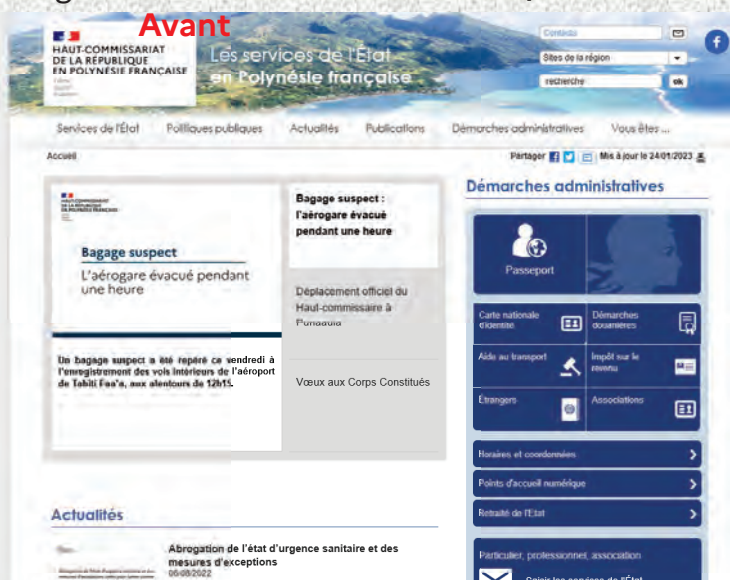 Avant
HAUT-COMMISSARIAT
DE LA RÉPUBLIQUE
EN POLYNÉSIE FRANÇAISE
Les services de l'État
en Polynésie française
Contacts
Sites de la région
recherche
ok
Services de l'État
Politiques publiques
Actualités
Publications
Démarches administratives
Vous êtes ...
Accueil
Partager
Mis à jour le 24/01/2023
Bagage suspect
L'aérogare évacué pendant
une heure
Un bagage suspect a été repéré ce vendredi à
l'enregistrement des vols intérieurs de l'aéroport
de Tahiti Faa'a, aux alentours de 12h15.
Bagage suspect :
l'aérogare évacué
pendant une heure
Déplacement officiel du
Haut-commissaire à
Punaauia
Vœux aux Corps Constitués
Démarches administratives
Passeport
Carte nationale
d'identité
Démarches
douanières
Aide au transport
Impôt sur le
revenu
Étrangers
Associations
Horaires et coordonnées
Points d'accueil numérique
Retraité de l'Etat
Particulier, professionnel, association
Saisir les services de l'État
Actualités
Abrogation de l'état d'urgence sanitaire et des
mesures d'exceptions
06/08/2022